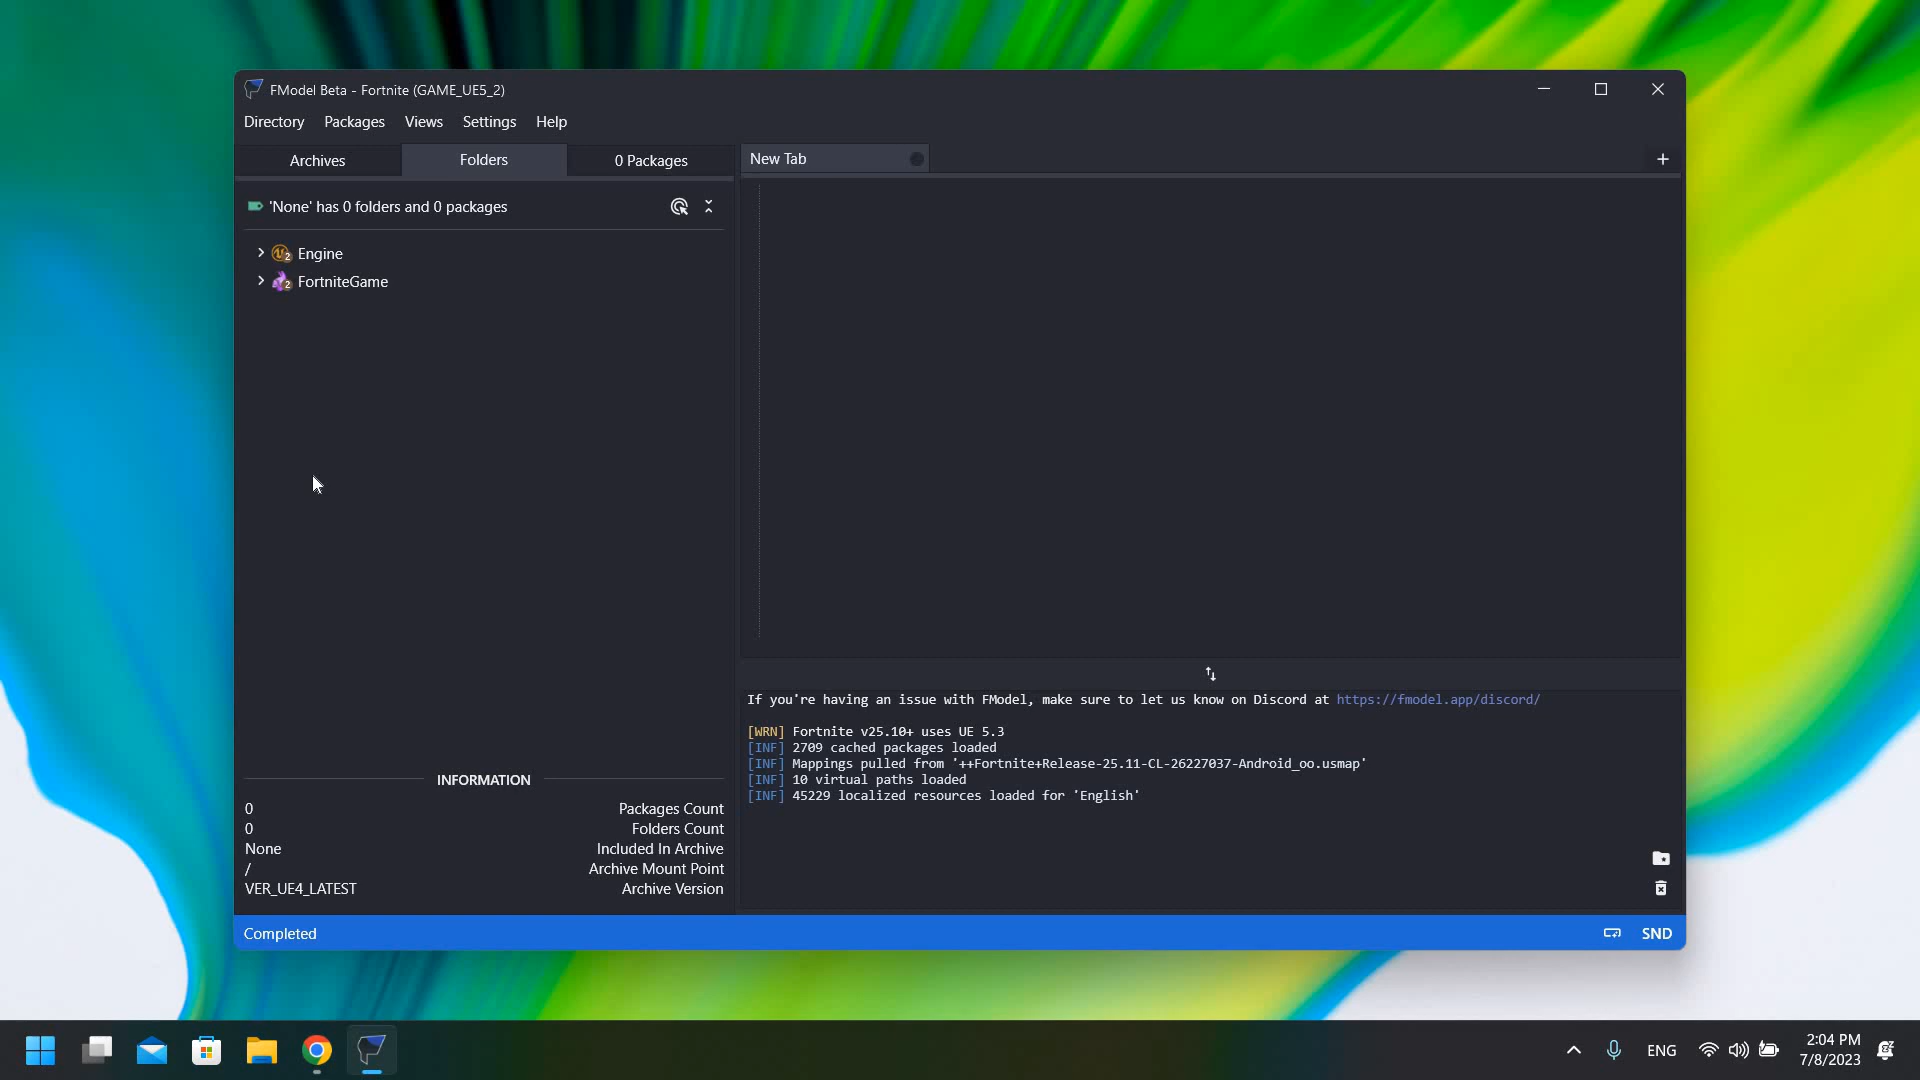 FModel Beta - Fortnite (GAME_UE5_2)
Directory Packages Views Settings Help
Archives Folders 0 Packages
New Tab
'None' has 0 folders and 0 packages
Engine
FortniteGame
INFORMATION
0 Packages Count
0 Folders Count
None Included In Archive
/ Archive Mount Point
VER_UE4_LATEST Archive Version
If you're having an issue with FModel, make sure to let us know on Discord at https://fmodel.app/discord/
[WRN] Fortnite v25.10+ uses UE 5.3
[INF] 2709 cached packages loaded
[INF] Mappings pulled from '++Fortnite+Release-25.11-CL-26227037-Android_oo.usmap'
[INF] 10 virtual paths loaded
[INF] 45229 localized resources loaded for 'English'
Completed SND
ENG
2:04 PM
7/8/2023